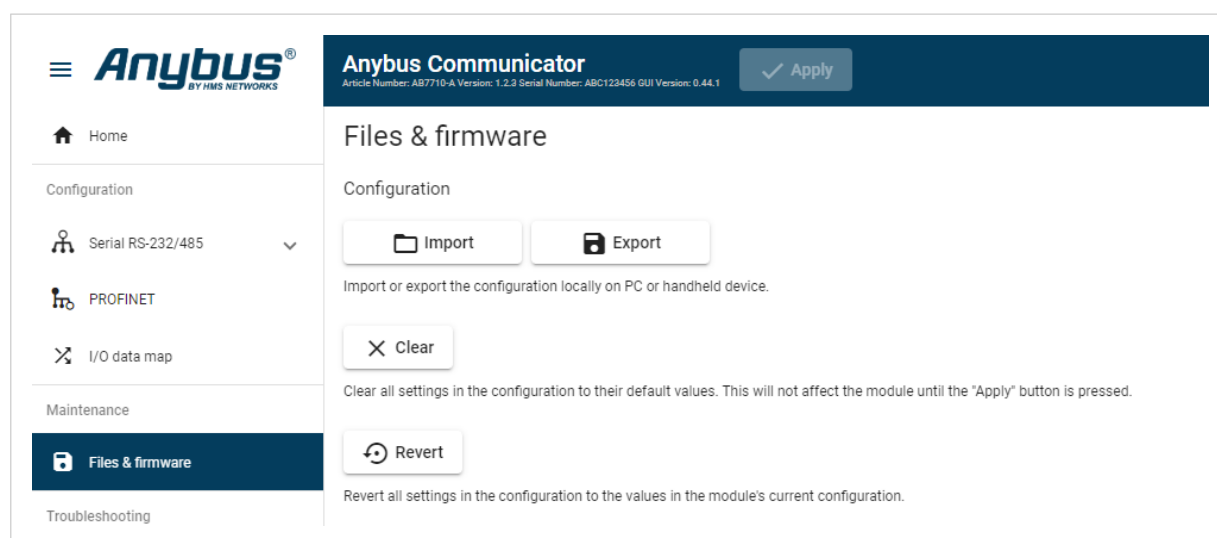 Anybus®
BY HMS NETWORKS
Anybus Communicator
Article Number: AB7710-A Version: 1.2.3 Serial Number: ABC123456 GUI Version: 0.44.1
Apply
Home
Configuration
Serial RS-232/485
PROFINET
I/O data map
Maintenance
Files & firmware
Troubleshooting
Files & firmware
Configuration
Import
Export
Import or export the configuration locally on PC or handheld device.
Clear
Clear all settings in the configuration to their default values. This will not affect the module until the "Apply" button is pressed.
Revert
Revert all settings in the configuration to the values in the module's current configuration.